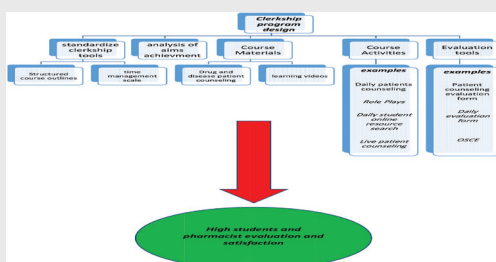 Clerkship
program
design
standardize
clerkship
tools
analysis of
aims
achievment
Course
Materials
Course
Activities
Evaluation
tools
Structured
course outlines
time
management
scale
Drug and
disease patient
counseling
learning videos
examples
Daily patients
counseling
Role Plays
Daily student
online
resource
search
Live patient
counseling
examples
Patient
counseling
evaluation
form
Daily
evaluation
form
OSCE
High students and
pharmacist evaluation and
satisfaction